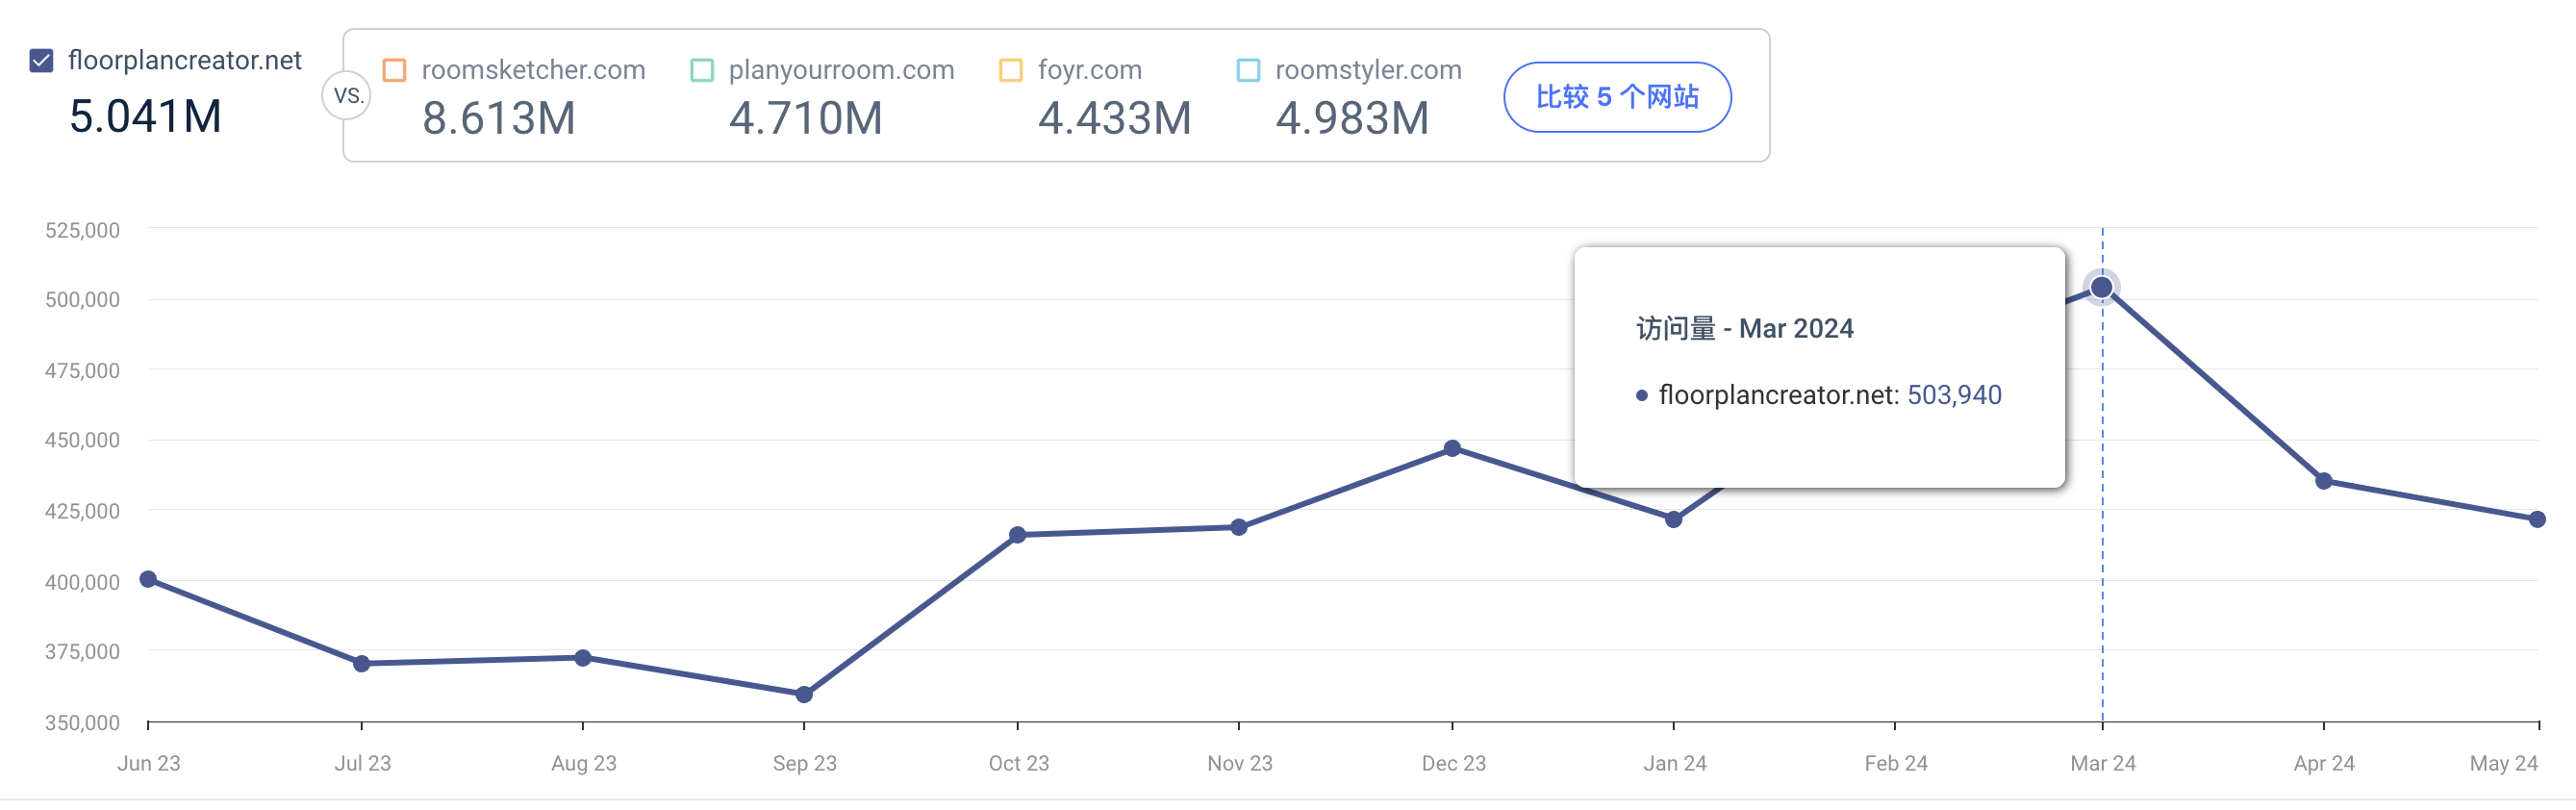 floorplancreator.net
5.041M
VS.
roomsketcher.com
8.613M
planyourroom.com
4.710M
foyr.com
4.433M
roomstyler.com
4.983M
比较 5 个网站
525,000
500,000
475,000
450,000
425,000
400,000
375,000
350,000
访问量 - Mar 2024
floorplancreator.net: 503,940
Jun 23
Jul 23
Aug 23
Sep 23
Oct 23
Nov 23
Dec 23
Jan 24
Feb 24
Mar 24
Apr 24
May 24